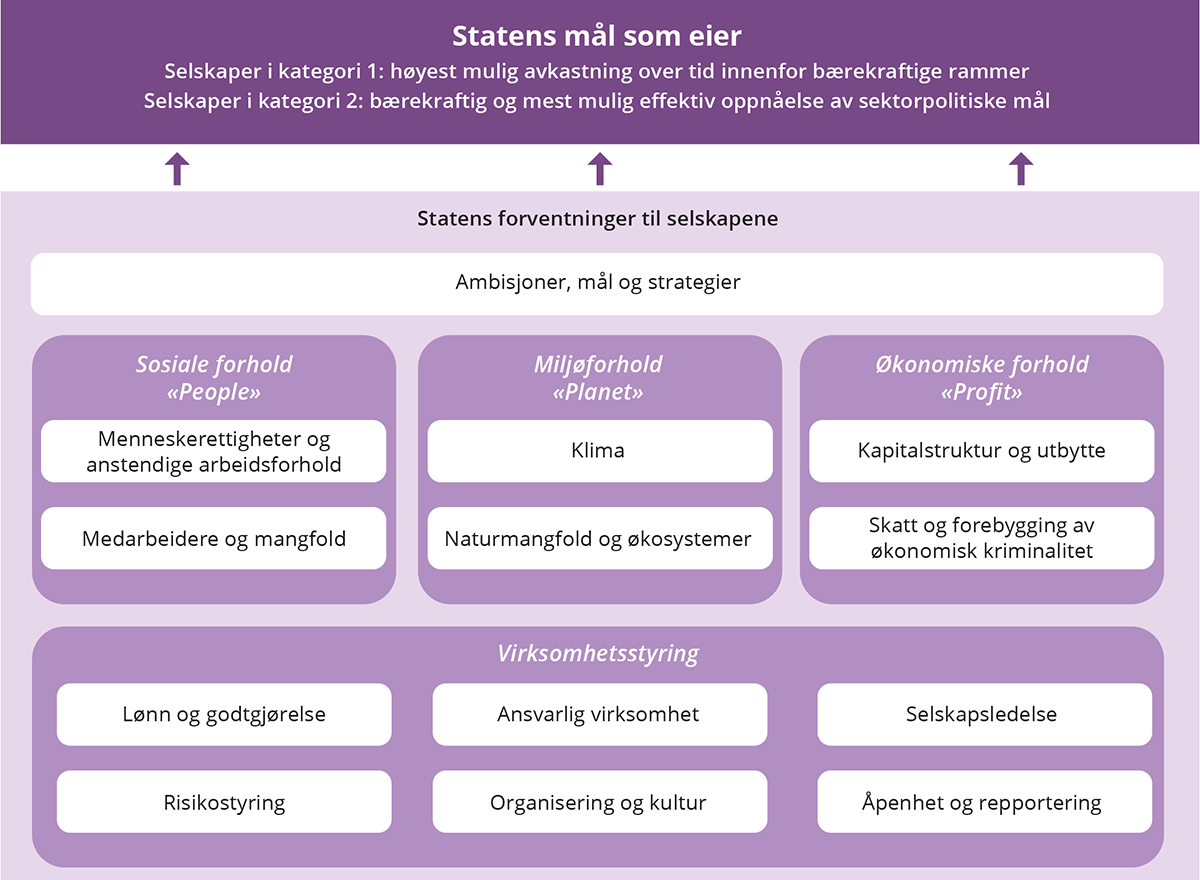 Statens mål som eier
Selskaper i kategori 1: høyest mulig avkastning over tid innenfor bærekraftige rammer
Selskaper i kategori 2: bærekraftig og mest mulig effektiv oppnåelse av sektorpolitiske mål
Statens forventninger til selskapene
Ambisjoner, mål og strategier
Sosiale forhold
«People»
Menneskerettigheter og
anstendige arbeidsforhold
Medarbeidere og mangfold
Miljøforhold
«Planet»
Klima
Naturmangfold og økosystemer
Økonomiske forhold
«Profit»
Kapitalstruktur og utbytte
Skatt og forebygging av
økonomisk kriminalitet
Virksomhetsstyring
Lønn og godtgjørelse
Ansvarlig virksomhet
Selskapsledelse
Risikostyring
Organisering og kultur
Åpenhet og repportering